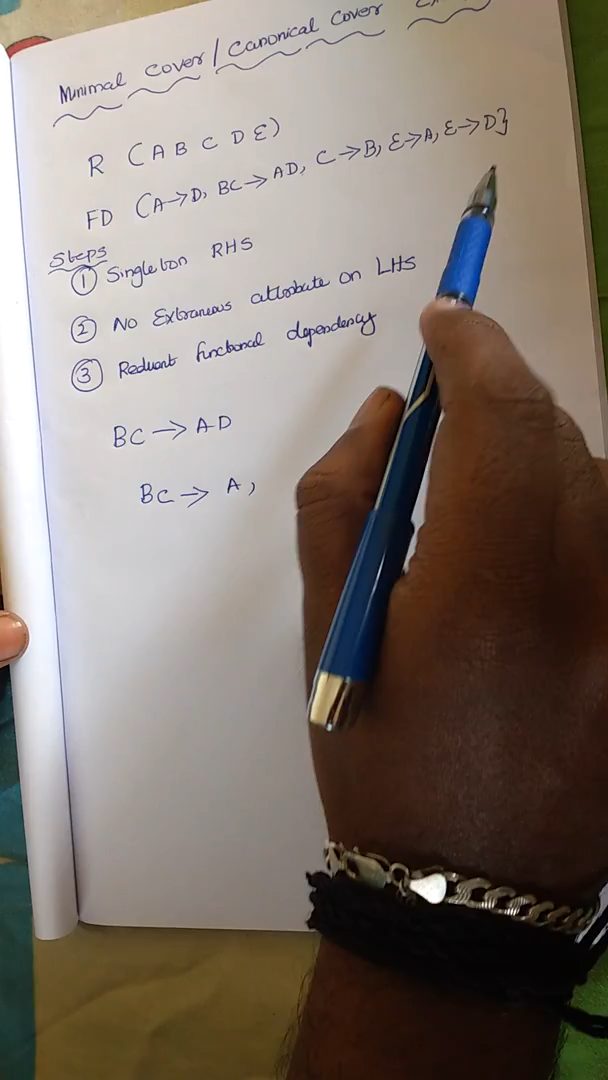 Minimal Cover / Canonical Cover
R (A B C D E)
FD (A→D, BC→AD, C→B, E→A, E→D}
Steps
① Singleton RHS
② No Extraneous attribute on LHS
③ Reduant functional dependency
BC → AD
BC → A,